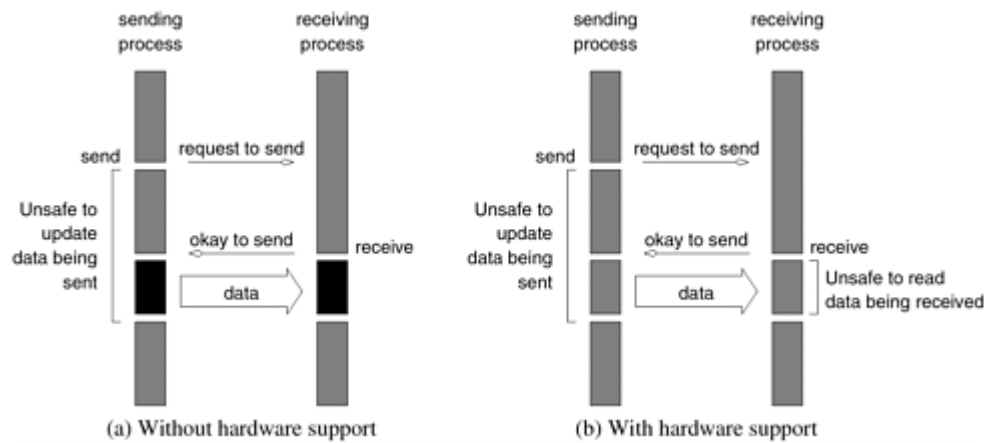 sending
process
receiving
process
send
request to send
Unsafe to
update
data being
sent
okay to send
receive
data
(a) Without hardware support
sending
process
receiving
process
send
request to send
Unsafe to
update
data being
sent
okay to send
receive
data
Unsafe to read
data being received
(b) With hardware support